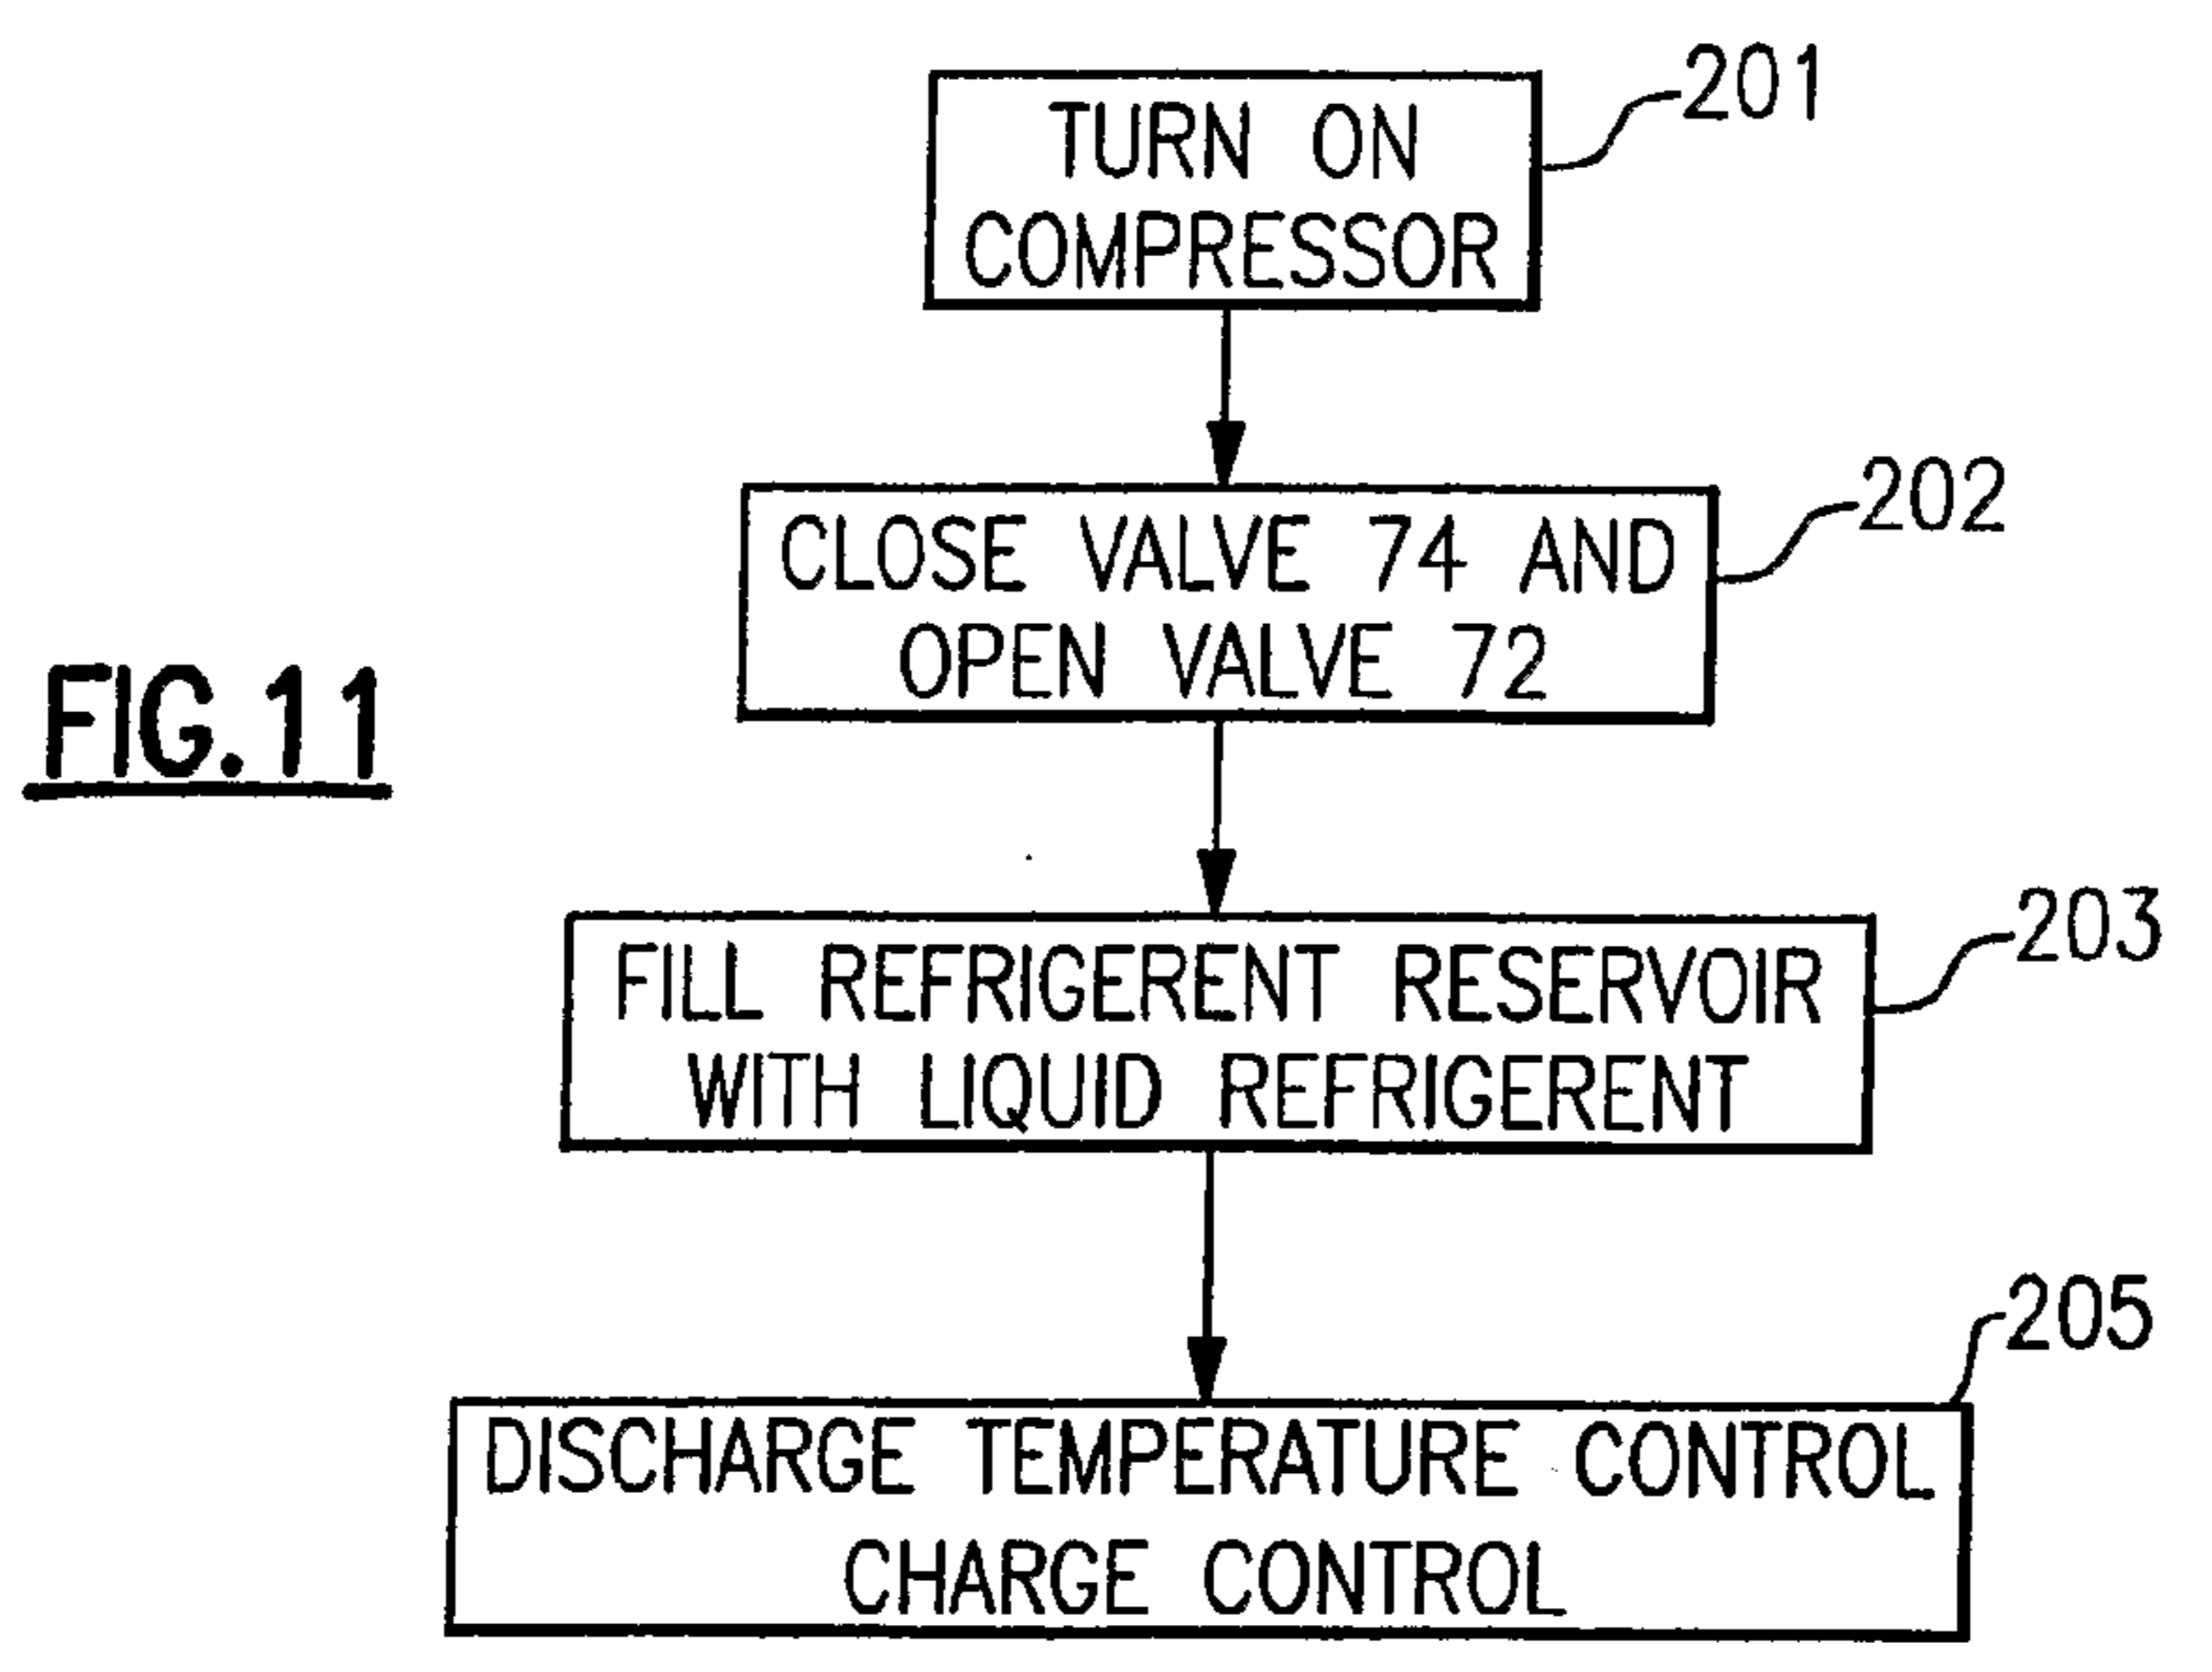 201
TURN ON
COMPRESSOR
202
CLOSE VALVE 74 AND
OPEN VALVE 72
FIG.11
203
FILL REFRIGERENT RESERVOIR
WITH LIQUID REFRIGERENT
205
DISCHARGE TEMPERATURE CONTROL
CHARGE CONTROL